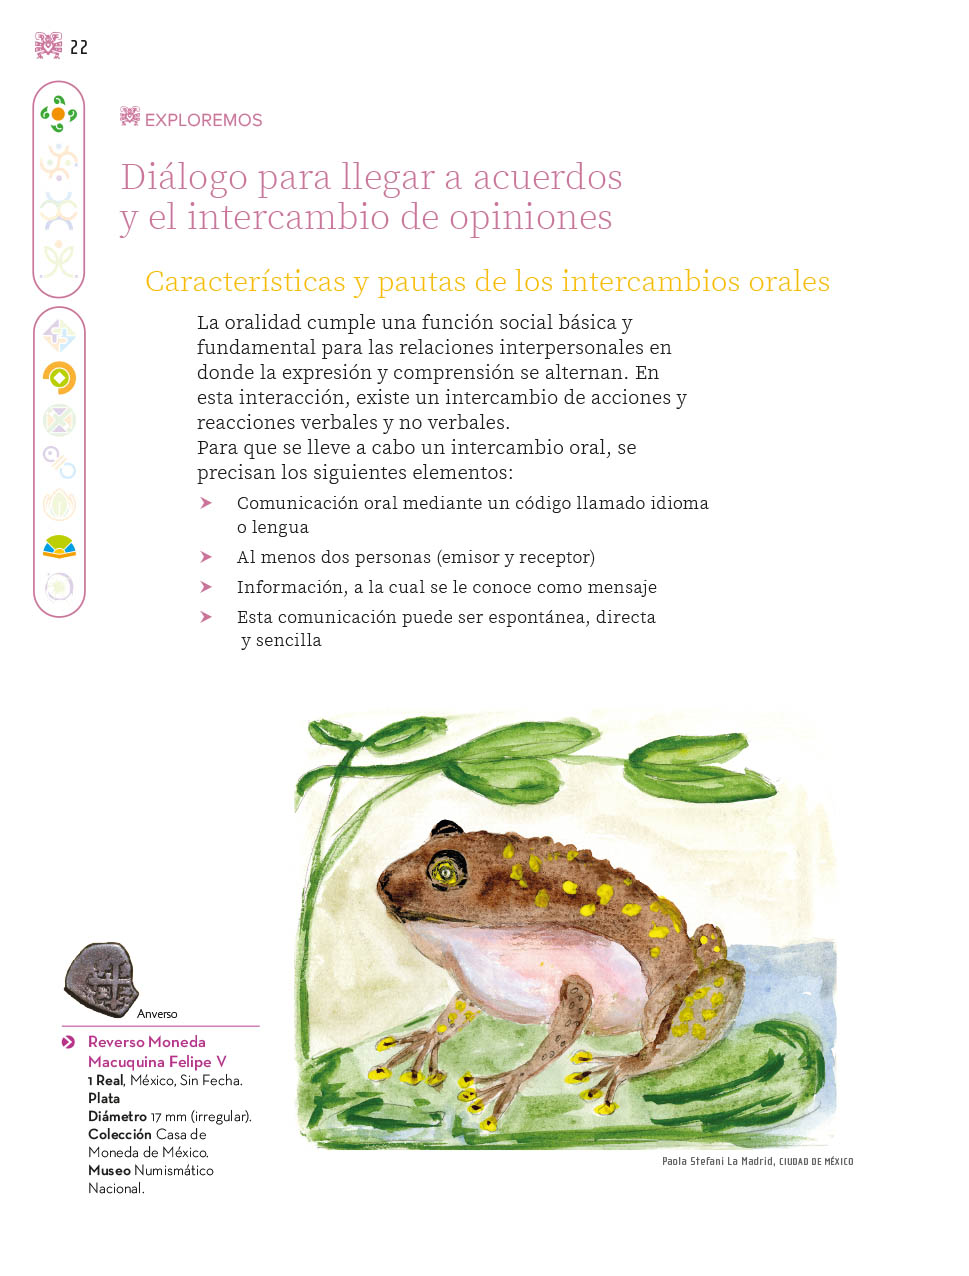 22
EXPLOREMOS
Diálogo para llegar a acuerdos
y el intercambio de opiniones
Características y pautas de los intercambios orales
La oralidad cumple una función social básica y
fundamental para las relaciones interpersonales en
donde la expresión y comprensión se alternan. En
esta interacción, existe un intercambio de acciones y
reacciones verbales y no verbales.
Para que se lleve a cabo un intercambio oral, se
precisan los siguientes elementos:
Comunicación oral mediante un código llamado idioma
o lengua
Al menos dos personas (emisor y receptor)
Información, a la cual se le conoce como mensaje
Esta comunicación puede ser espontánea, directa
y sencilla
Anverso
Reverso Moneda
Macuquina Felipe V
1 Real, México, Sin Fecha.
Plata
Diámetro 17 mm (irregular).
Colección Casa de
Moneda de México.
Museo Numismático
Nacional.
Paola Stefani La Madrid, CIUDAD DE MÉXICO